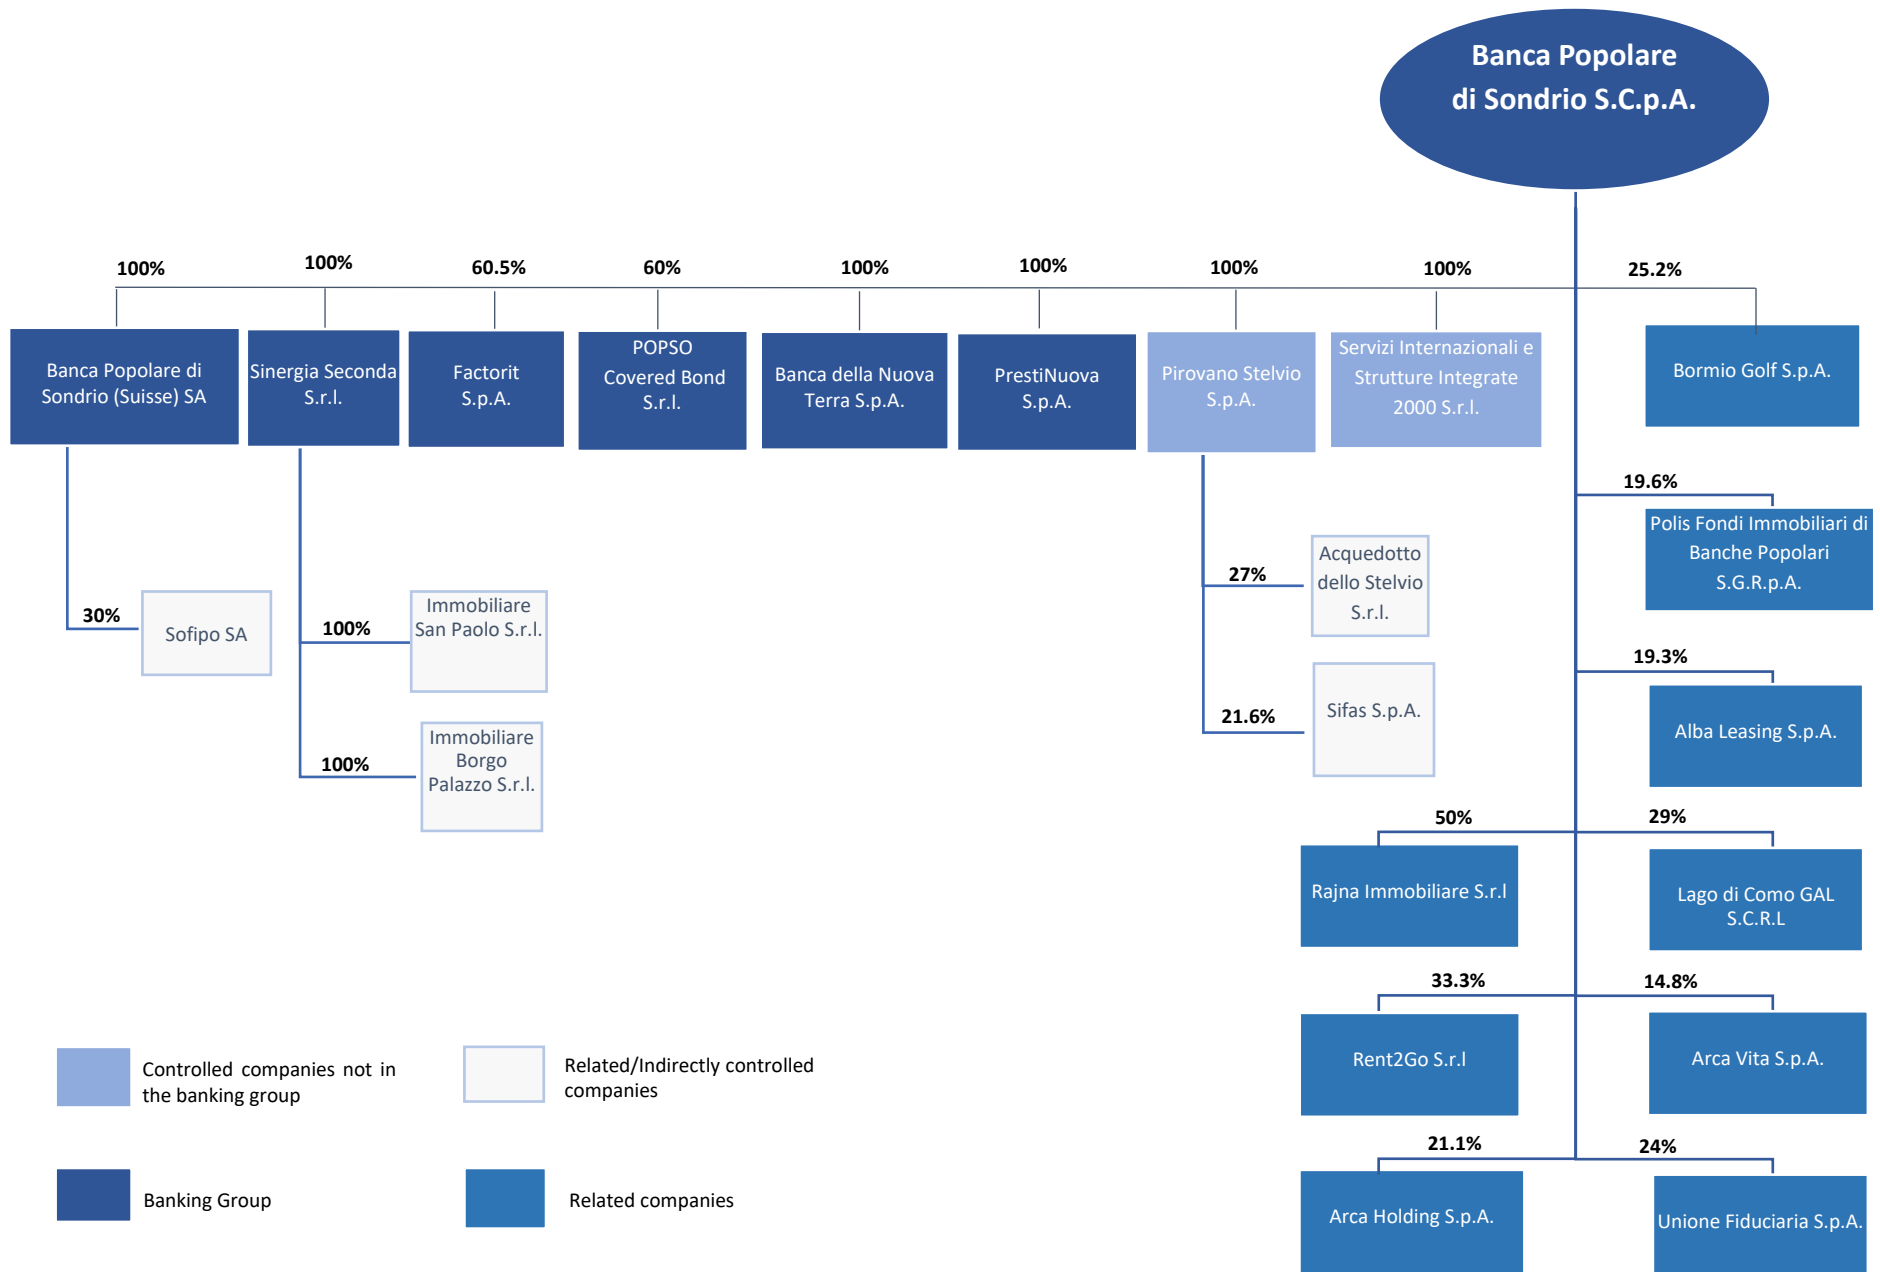 Banca Popolare
di Sondrio S.C.p.A.
100%
100%
60.5%
60%
100%
100%
100%
100%
25.2%
Banca Popolare di
Sondrio (Suisse) SA
Sinergia Seconda
S.r.l.
Factorit
S.p.A.
POPSO
Covered Bond
S.r.l.
Banca della Nuova
Terra S.p.A.
PrestiNuova
S.p.A.
Pirovano Stelvio
S.p.A.
Servizi Internazionali e
Strutture Integrate
2000 S.r.l.
Bormio Golf S.p.A.
19.6%
Polis Fondi Immobiliari di
Banche Popolari
S.G.R.p.A.
30%
Sofipo SA
100%
Immobiliare
San Paolo S.r.l.
100%
Immobiliare
Borgo
Palazzo S.r.l.
27%
Acquedotto
dello Stelvio
S.r.l.
21.6%
Sifas S.p.A.
19.3%
Alba Leasing S.p.A.
50%
29%
Rajna Immobiliare S.r.l
Lago di Como GAL
S.C.R.L
33.3%
14.8%
Rent2Go S.r.l
Arca Vita S.p.A.
21.1%
24%
Arca Holding S.p.A.
Unione Fiduciaria S.p.A.
Controlled companies not in
the banking group
Related/Indirectly controlled
companies
Banking Group
Related companies